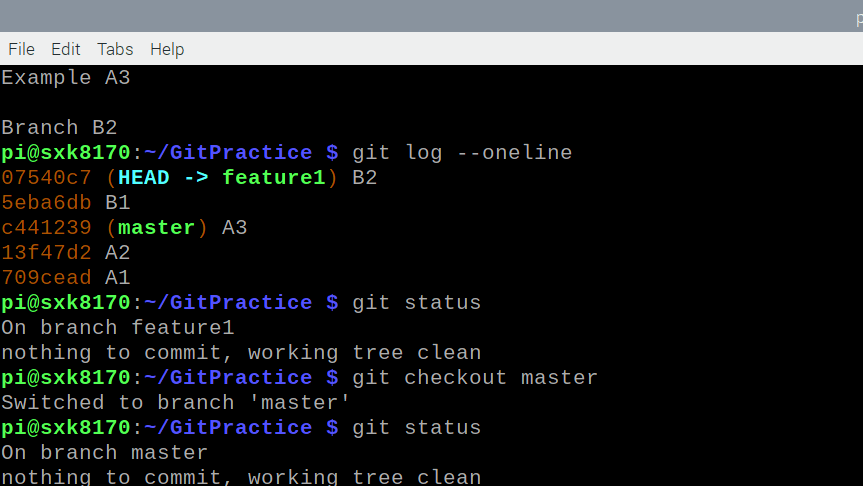 p
File Edit Tabs Help
Example A3
Branch B2
pi@sxk8170:~/GitPractice $ git log --oneline
07540c7 (HEAD -> feature1) B2
5eba6db B1
c441239 (master) A3
13f47d2 A2
709cead A1
pi@sxk8170:~/GitPractice $ git status
On branch feature1
nothing to commit, working tree clean
pi@sxk8170:~/GitPractice $ git checkout master
Switched to branch 'master'
pi@sxk8170:~/GitPractice $ git status
On branch master
nothing to commit, working tree clean